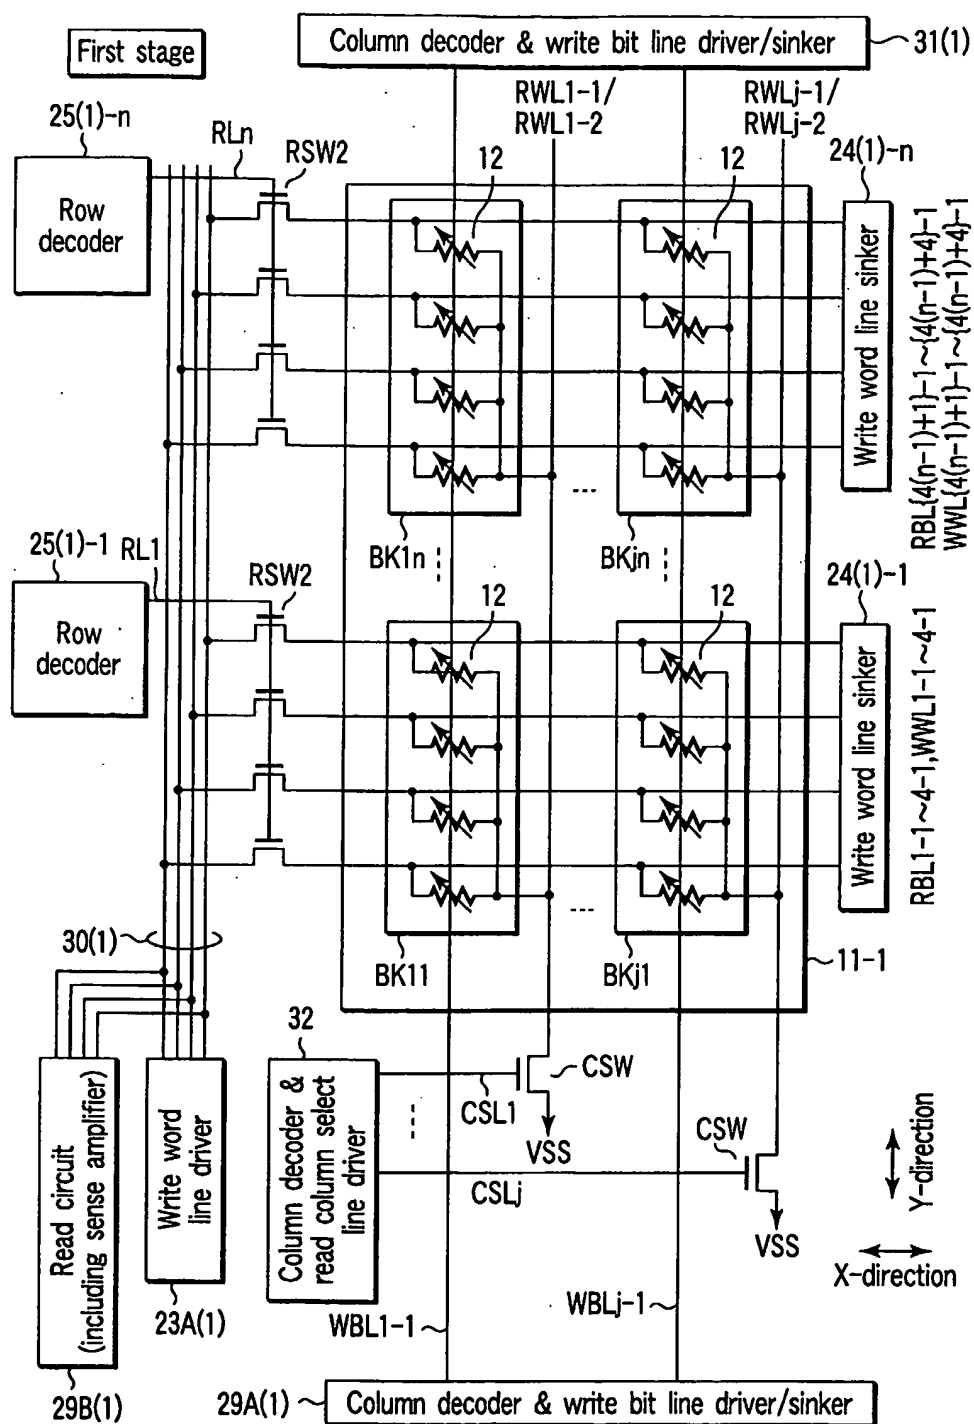 First stage
Column decoder & write bit line driver/sinker
31(1)
25(1)-n
RLn
RSW2
RWL1-1/
RWL1-2
RWLj-1/
RWLj-2
24(1)-n
12
12
Row
decoder
Write word line sinker
RBL{4(n-1)+1}-1~{4(n-1)+4}-1
WWL{4(n-1)+1}-1~{4(n-1)+4}-1
BK1n
BKjn
25(1)-1
RL1
RSW2
12
12
24(1)-1
Row
decoder
Write word line sinker
RBL1-1~4-1,WWL1-1~4-1
30(1)
BK11
BKj1
11-1
32
Column decoder &
read column select
line driver
CSL1
CSW
VSS
CSLj
CSW
VSS
Y-direction
X-direction
Read circuit
(including sense amplifier)
Write word
line driver
23A(1)
WBL1-1
WBLj-1
29B(1)
29A(1)
Column decoder & write bit line driver/sinker